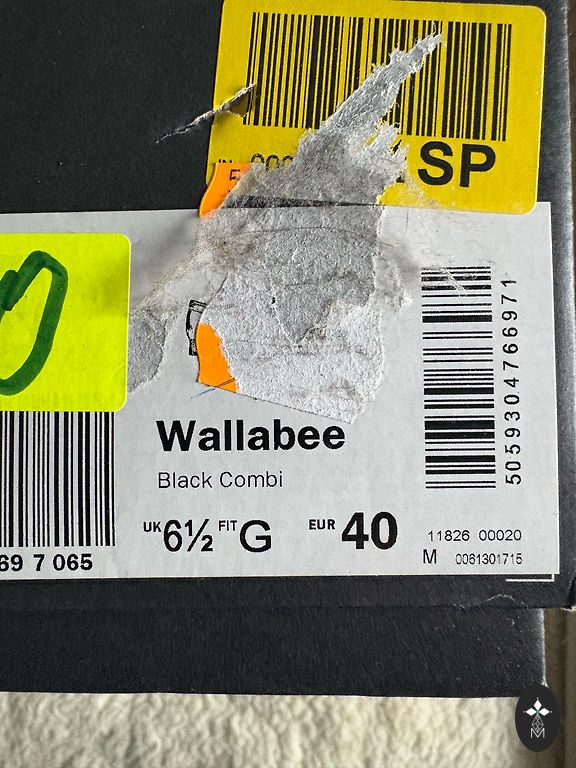 SP
5059304766971
Wallabee
Black Combi
UK 6½ FIT G EUR 40
11826 00020
M 0061301715
69 7 065
M